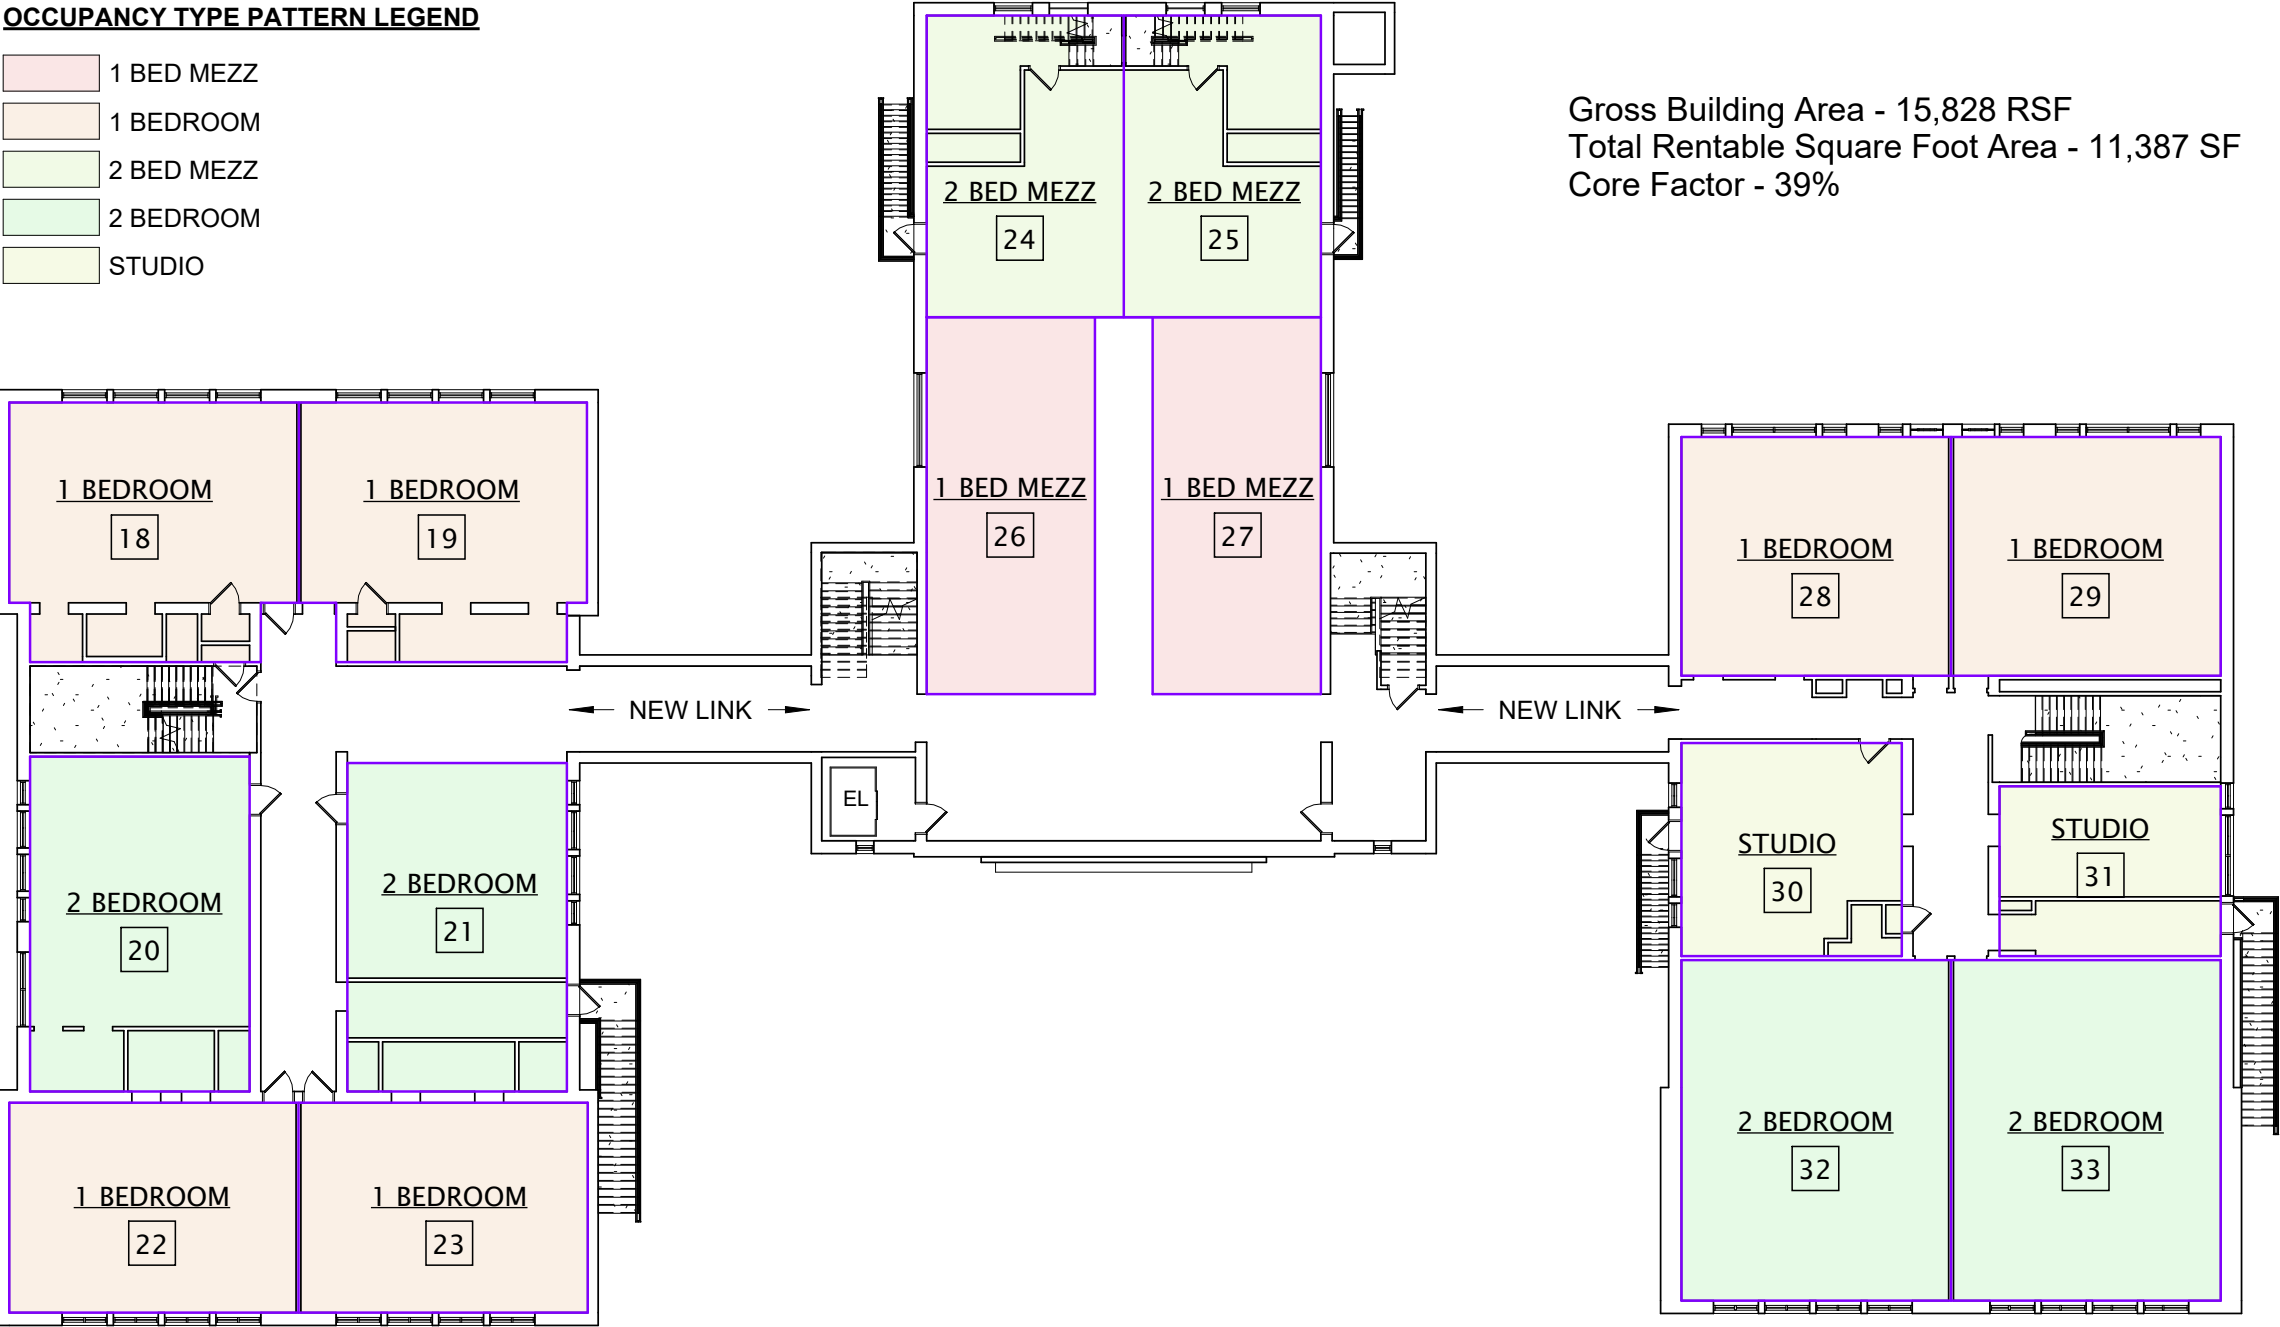 OCCUPANCY TYPE PATTERN LEGEND
1 BED MEZZ
1 BEDROOM
2 BED MEZZ
2 BEDROOM
STUDIO
Gross Building Area - 15,828 RSF
Total Rentable Square Foot Area - 11,387 SF
Core Factor - 39%
2 BED MEZZ
24
2 BED MEZZ
25
1 BED MEZZ
26
1 BED MEZZ
27
1 BEDROOM
18
1 BEDROOM
19
1 BEDROOM
28
1 BEDROOM
29
NEW LINK
NEW LINK
EL
2 BEDROOM
20
2 BEDROOM
21
STUDIO
30
STUDIO
31
1 BEDROOM
22
1 BEDROOM
23
2 BEDROOM
32
2 BEDROOM
33